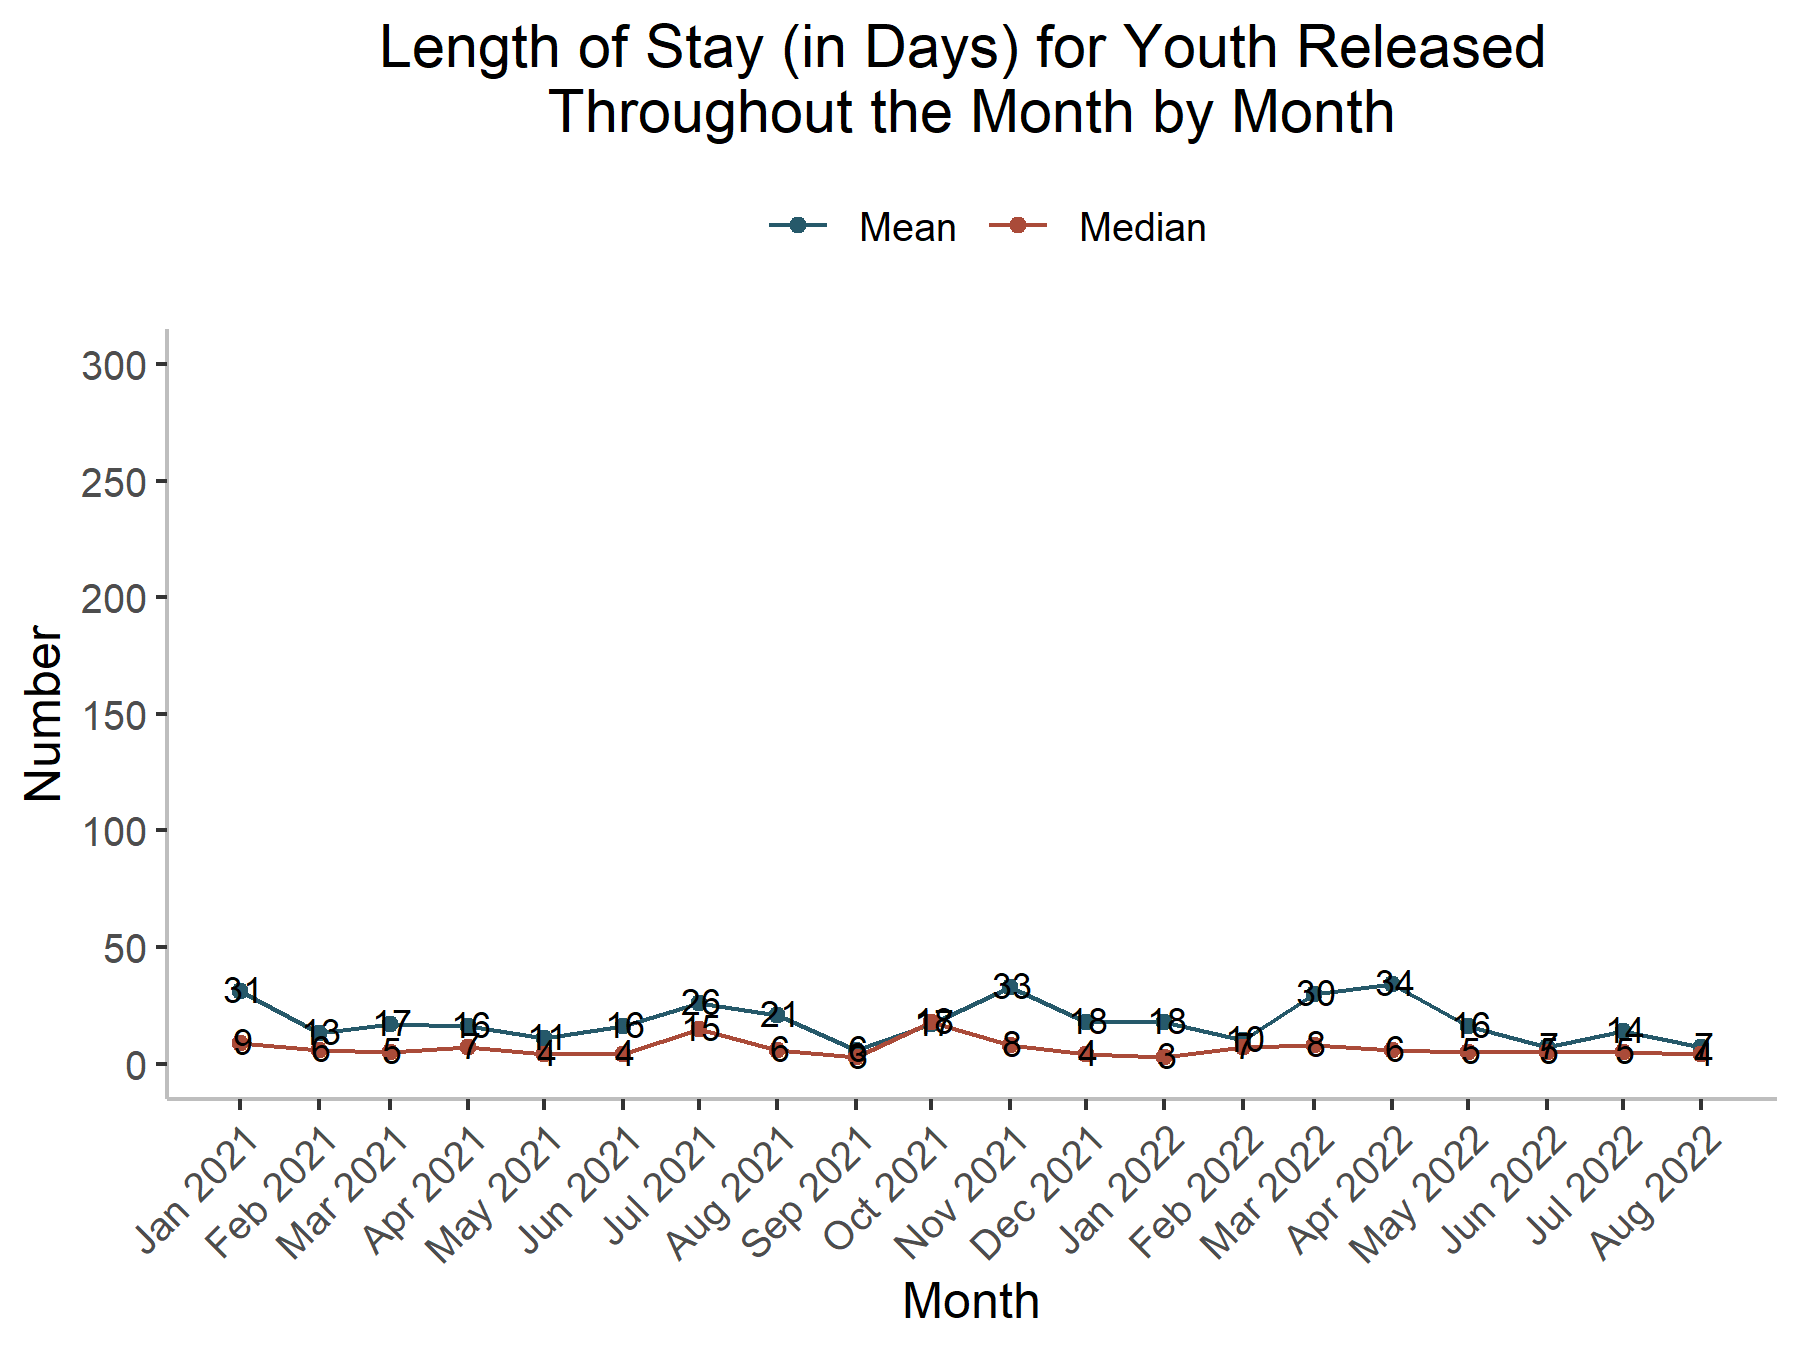 Length of Stay (in Days) for Youth Released
Throughout the Month by Month
Mean Median
300
250
200
150
100
50
0
Number
31 13 17 16 11 16 26 21 6 17 33 18 18 10 30 34 16 7 14 7
9 6 5 7 4 4 15 6 3 18 8 4 3 7 8 6 5 5 5 4
Jan 2021
Feb 2021
Mar 2021
Apr 2021
May 2021
Jun 2021
Jul 2021
Aug 2021
Sep 2021
Oct 2021
Nov 2021
Dec 2021
Jan 2022
Feb 2022
Mar 2022
Apr 2022
May 2022
Jun 2022
Jul 2022
Aug 2022
Month